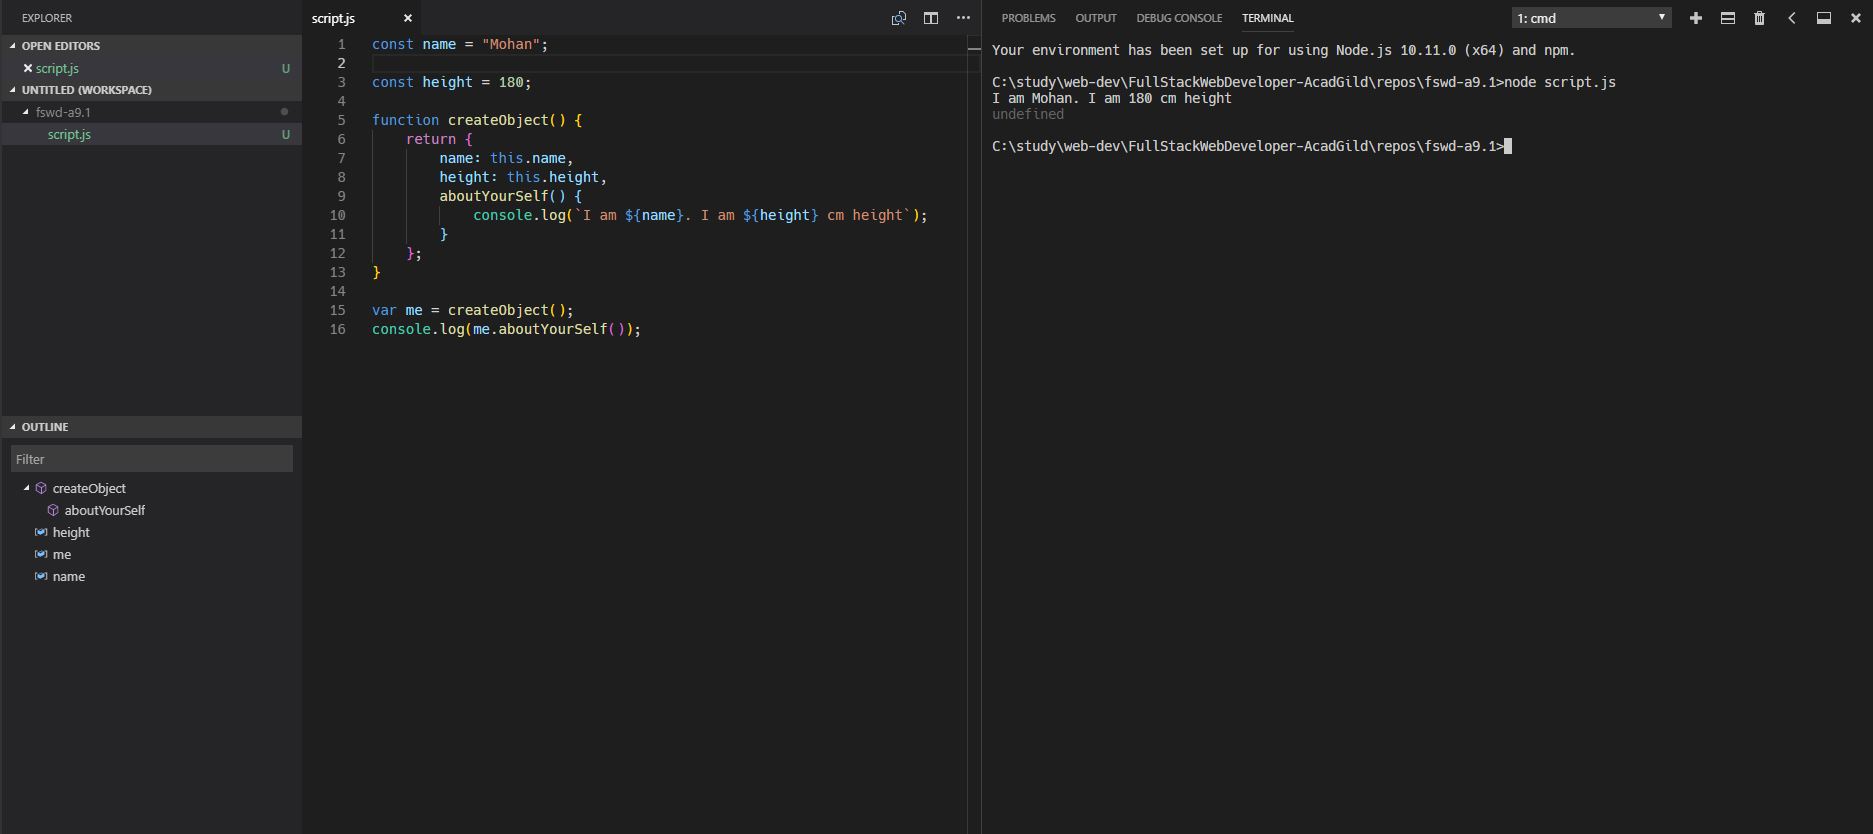 EXPLORER
OPEN EDITORS
script.js U
UNTITLED (WORKSPACE)
fswd-a9.1
script.js U
OUTLINE
Filter
createObject
aboutYourSelf
height
me
name
script.js
1 const name = "Mohan";
2
3 const height = 180;
4
5 function createObject() {
6     return {
7         name: this.name,
8         height: this.height,
9         aboutYourSelf() {
10             console.log(`I am ${name}. I am ${height} cm height`);
11         }
12     };
13 }
14
15 var me = createObject();
16 console.log(me.aboutYourSelf());
PROBLEMS OUTPUT DEBUG CONSOLE TERMINAL 1: cmd
Your environment has been set up for using Node.js 10.11.0 (x64) and npm.
C:\study\web-dev\FullStackWebDeveloper-AcadGild\repos\fswd-a9.1>node script.js
I am Mohan. I am 180 cm height
undefined
C:\study\web-dev\FullStackWebDeveloper-AcadGild\repos\fswd-a9.1>